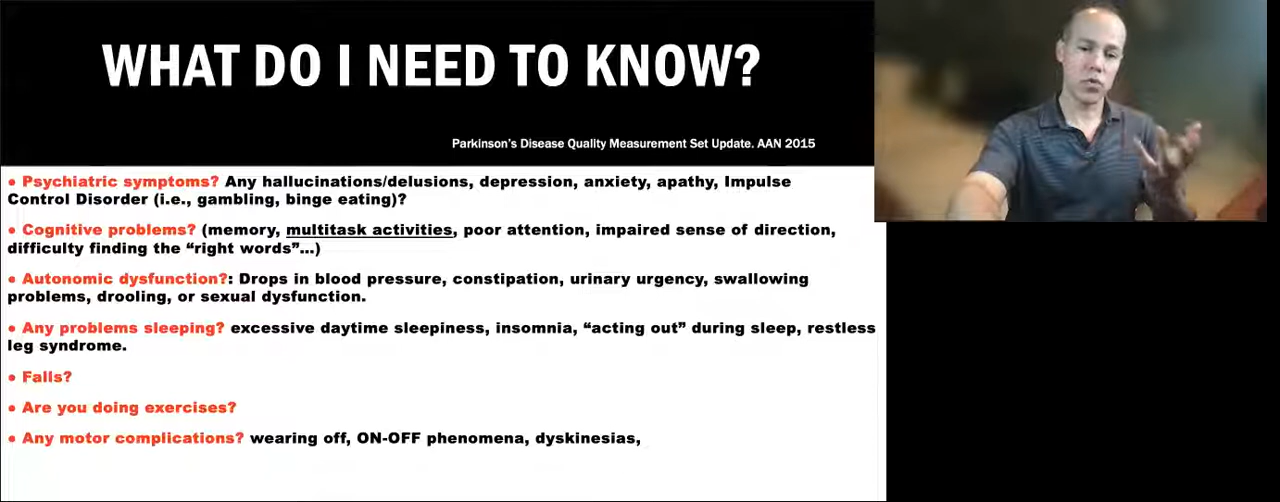 WHAT DO I NEED TO KNOW?
Parkinson's Disease Quality Measurement Set Update. AAN 2015
● Psychiatric symptoms? Any hallucinations/delusions, depression, anxiety, apathy, Impulse
Control Disorder (i.e., gambling, binge eating)?
● Cognitive problems? (memory, multitask activities, poor attention, impaired sense of direction,
difficulty finding the “right words”...)
● Autonomic dysfunction?: Drops in blood pressure, constipation, urinary urgency, swallowing
problems, drooling, or sexual dysfunction.
● Any problems sleeping? excessive daytime sleepiness, insomnia, “acting out” during sleep, restless
leg syndrome.
● Falls?
● Are you doing exercises?
● Any motor complications? wearing off, ON-OFF phenomena, dyskinesias,